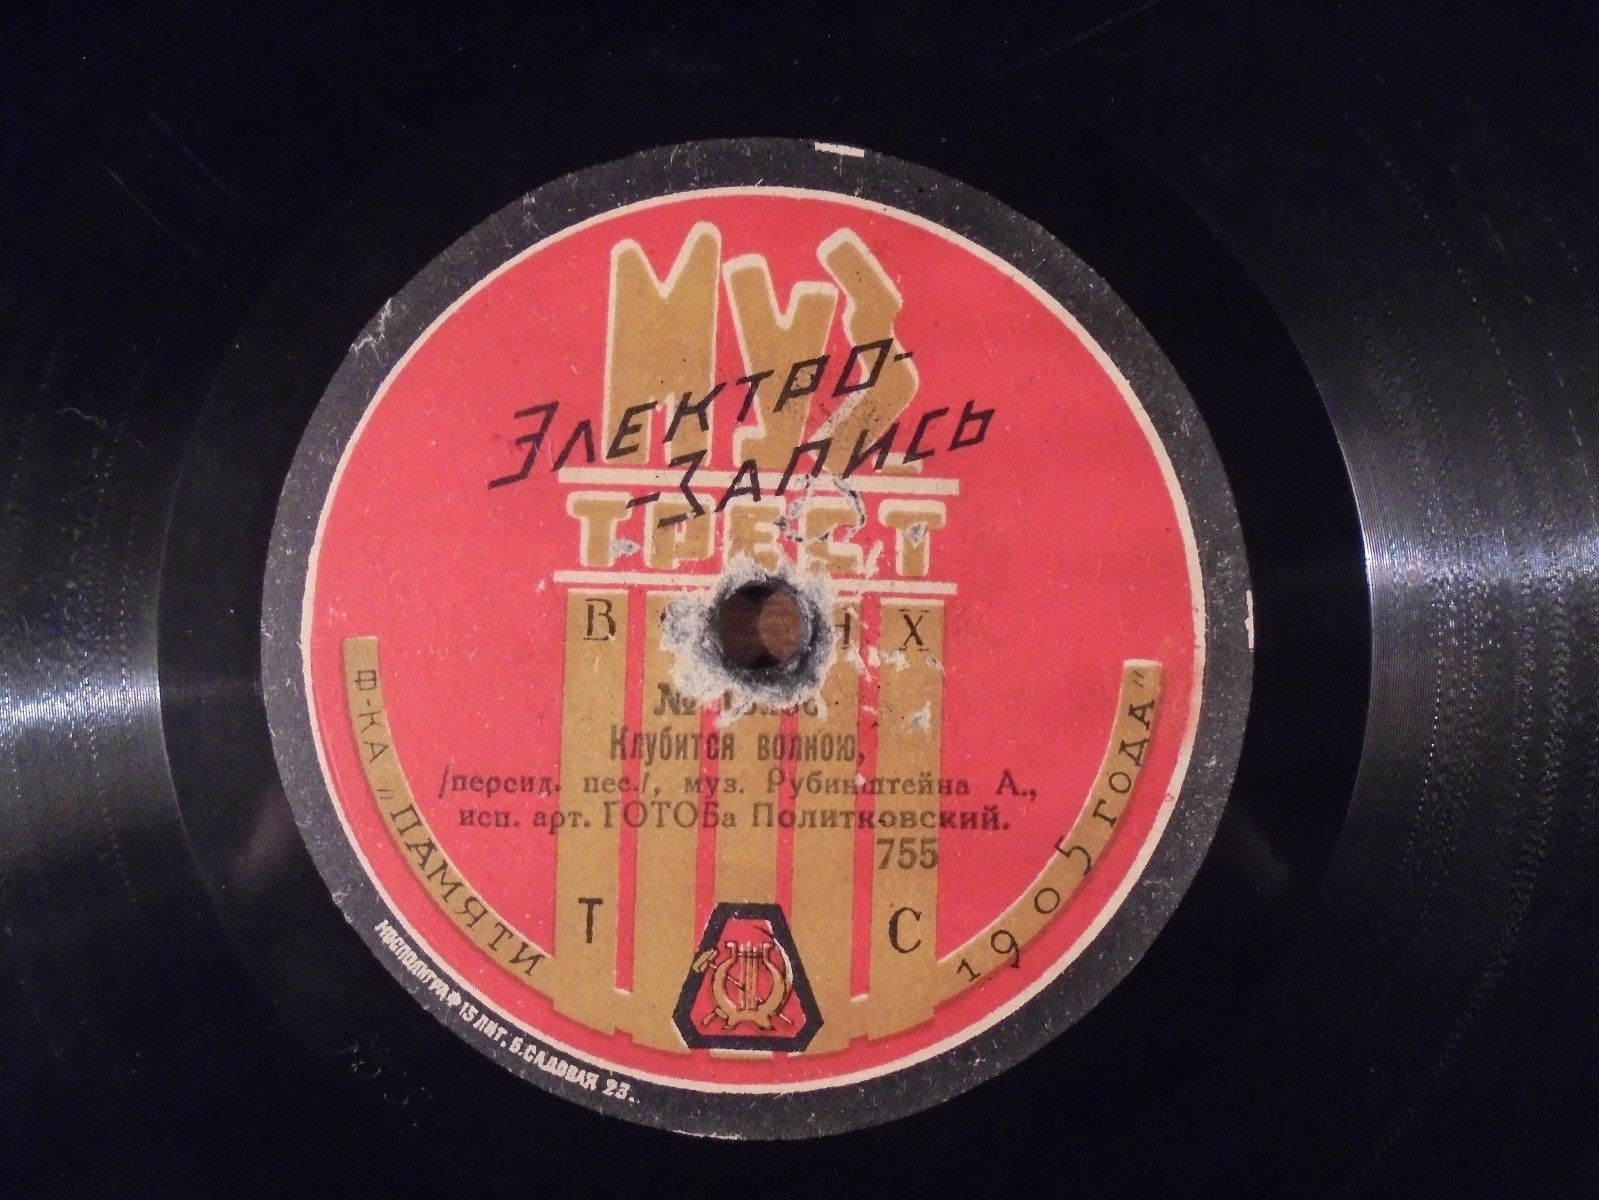 МУЗ
ЭЛЕКТРО-
-ЗАПИСЬ
ТРЕСТ
В Н Х
№
Клубится волною,
/персид. пес./, муз. Рубинштейна А.,
исп. арт. ГОТОБа Политковский.
755
Т С
Ф-КА „ПАМЯТИ 1905 ГОДА"
МОСПОЛИГРАФ 15 ЛИТ. Б. САДОВАЯ 23.